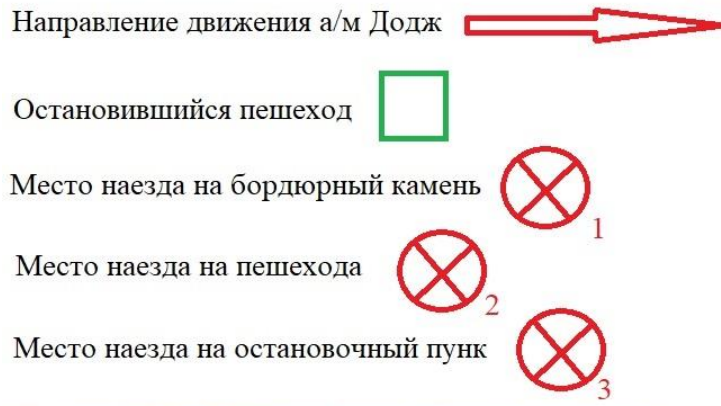 Направление движения а/м Додж
Остановившийся пешеход
Место наезда на бордюрный камень
1
Место наезда на пешехода
2
Место наезда на остановочный пунк
3